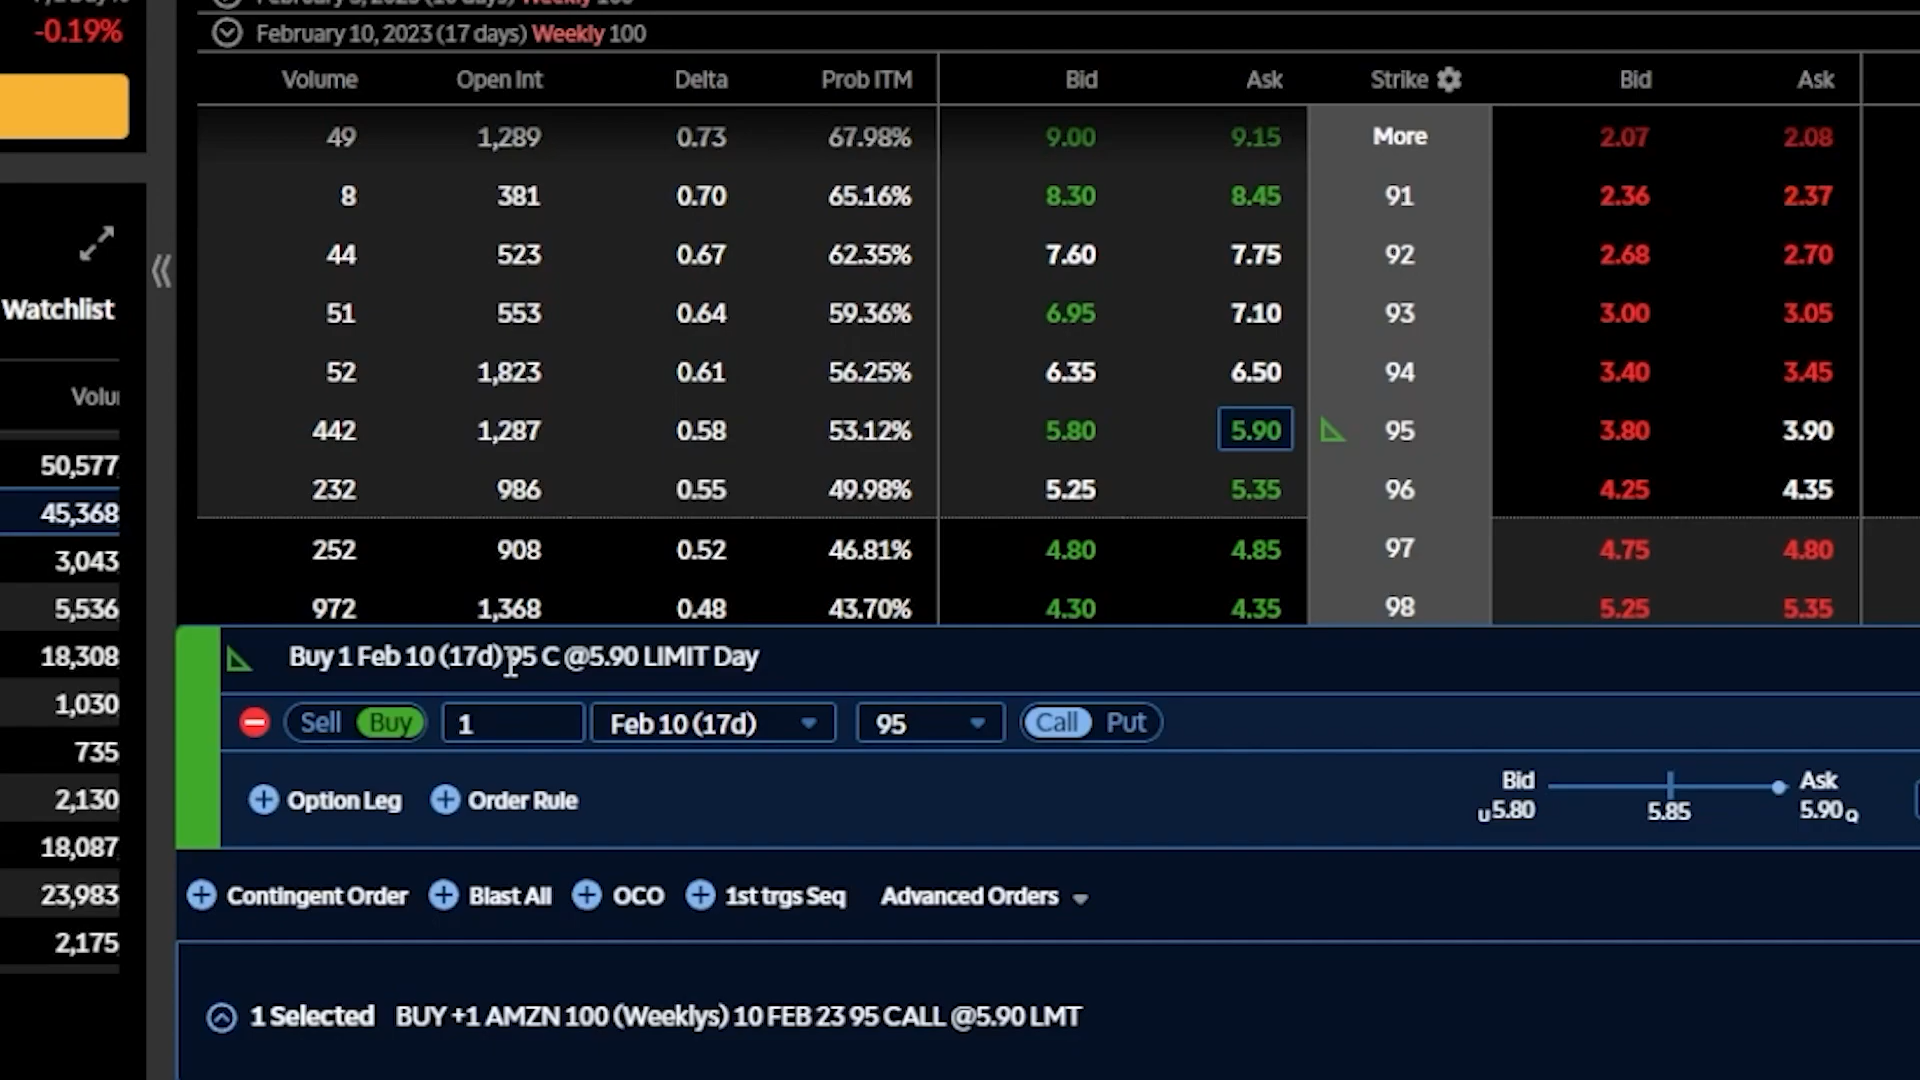 -0.19%
February 10, 2023 (17 days) Weekly 100
Volume Open Int Delta Prob ITM Bid Ask Strike Bid Ask
49 1,289 0.73 67.98% 9.00 9.15 More 2.07 2.08
8 381 0.70 65.16% 8.30 8.45 91 2.36 2.37
44 523 0.67 62.35% 7.60 7.75 92 2.68 2.70
51 553 0.64 59.36% 6.95 7.10 93 3.00 3.05
52 1,823 0.61 56.25% 6.35 6.50 94 3.40 3.45
442 1,287 0.58 53.12% 5.80 5.90 95 3.80 3.90
232 986 0.55 49.98% 5.25 5.35 96 4.25 4.35
252 908 0.52 46.81% 4.80 4.85 97 4.75 4.80
972 1,368 0.48 43.70% 4.30 4.35 98 5.25 5.35
Watchlist
Volu
50,577
45,368
3,043
5,536
18,308
1,030
735
2,130
18,087
23,983
2,175
Buy 1 Feb 10 (17d) 95 C @5.90 LIMIT Day
Sell Buy 1 Feb 10 (17d) 95 Call Put
Option Leg Order Rule
Bid Ask
U 5.80 5.85 5.90 Q
Contingent Order Blast All OCO 1st trgs Seq Advanced Orders
1 Selected BUY +1 AMZN 100 (Weeklys) 10 FEB 23 95 CALL @5.90 LMT